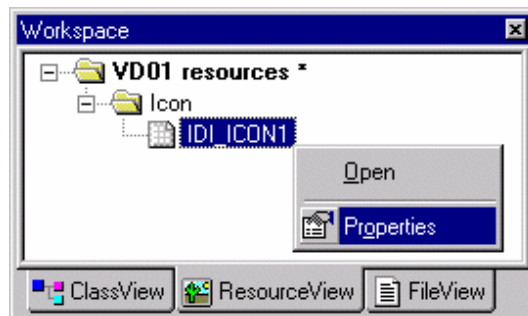 Workspace
VD01 resources *
Icon
IDI_ICON1
Open
Properties
ClassView ResourceView FileView